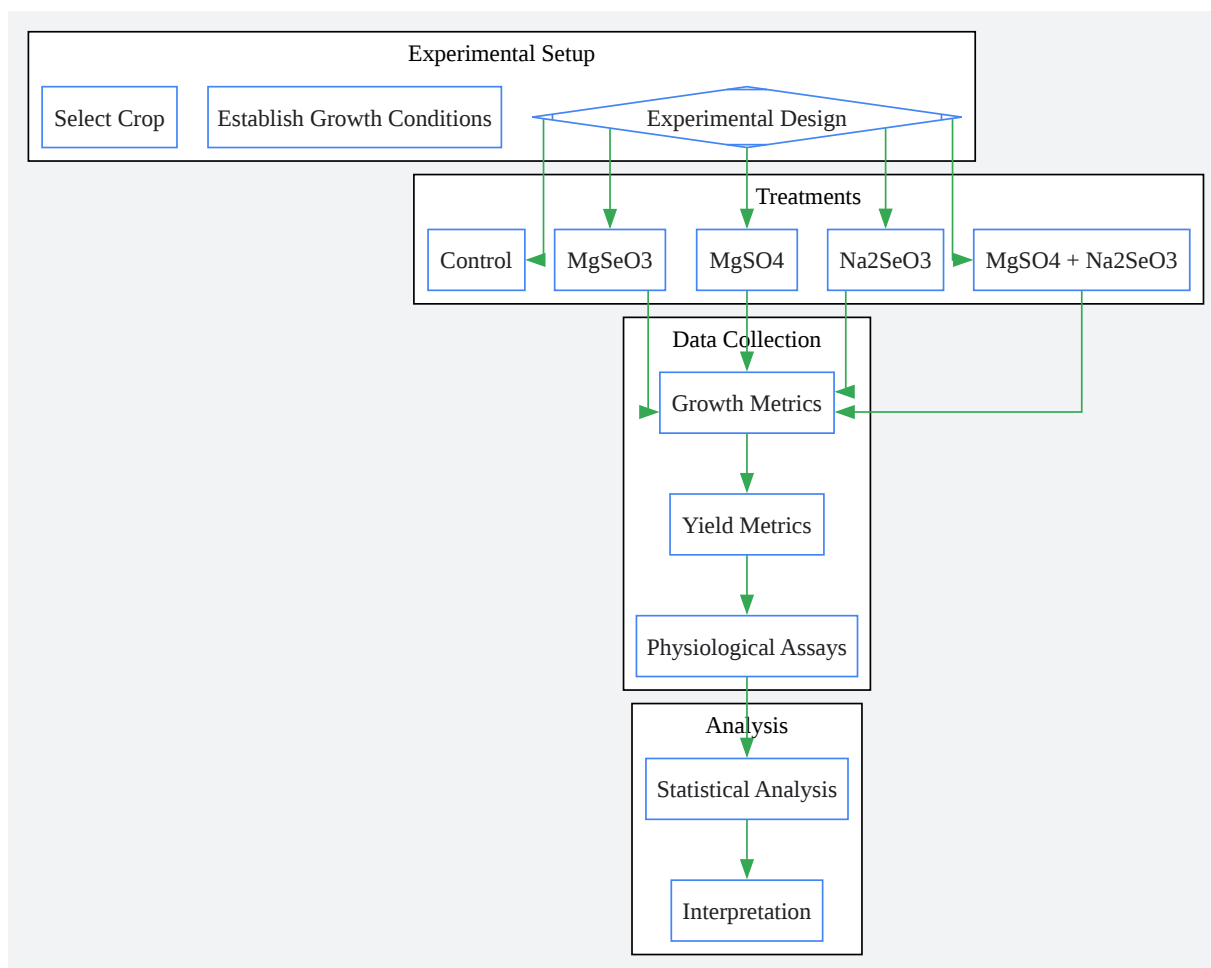 Experimental Setup
Select Crop
Establish Growth Conditions
Experimental Design
Treatments
Control
MgSeO3
MgSO4
Na2SeO3
MgSO4 + Na2SeO3
Data Collection
Growth Metrics
Yield Metrics
Physiological Assays
Analysis
Statistical Analysis
Interpretation